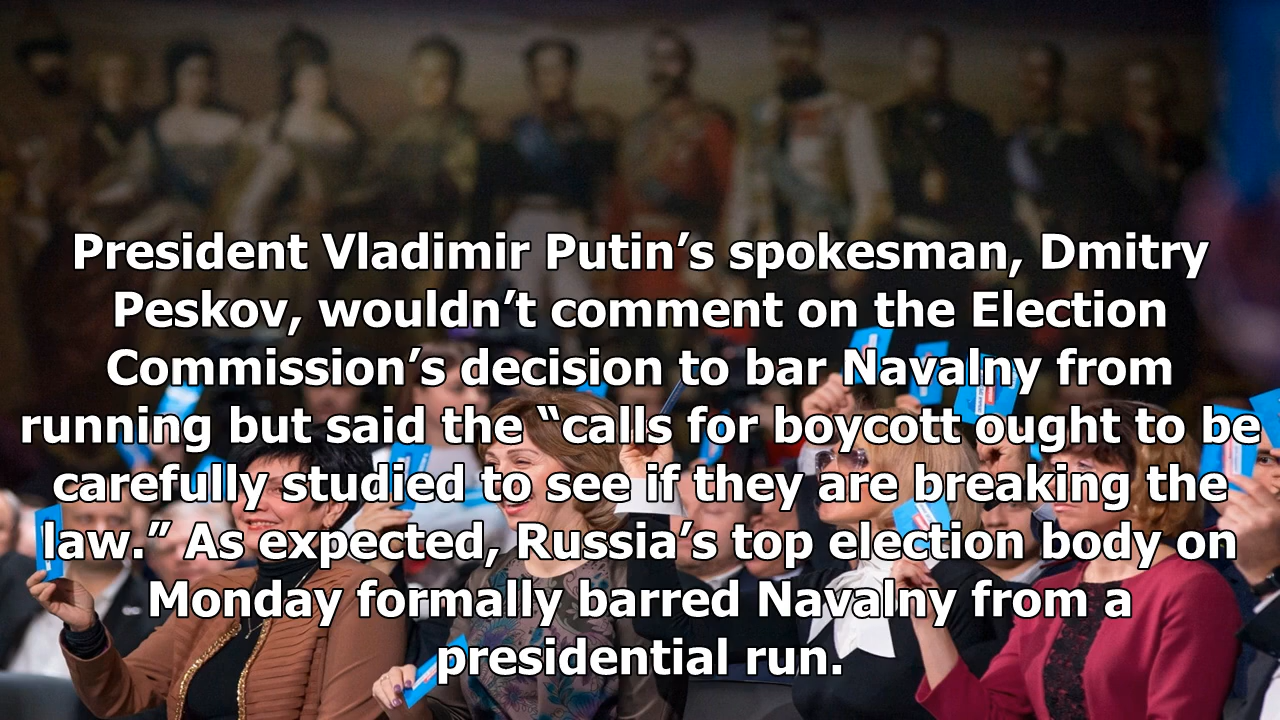 President Vladimir Putin’s spokesman, Dmitry
Peskov, wouldn’t comment on the Election
Commission’s decision to bar Navalny from
running but said the “calls for boycott ought to be
carefully studied to see if they are breaking the
law.” As expected, Russia’s top election body on
Monday formally barred Navalny from a
presidential run.